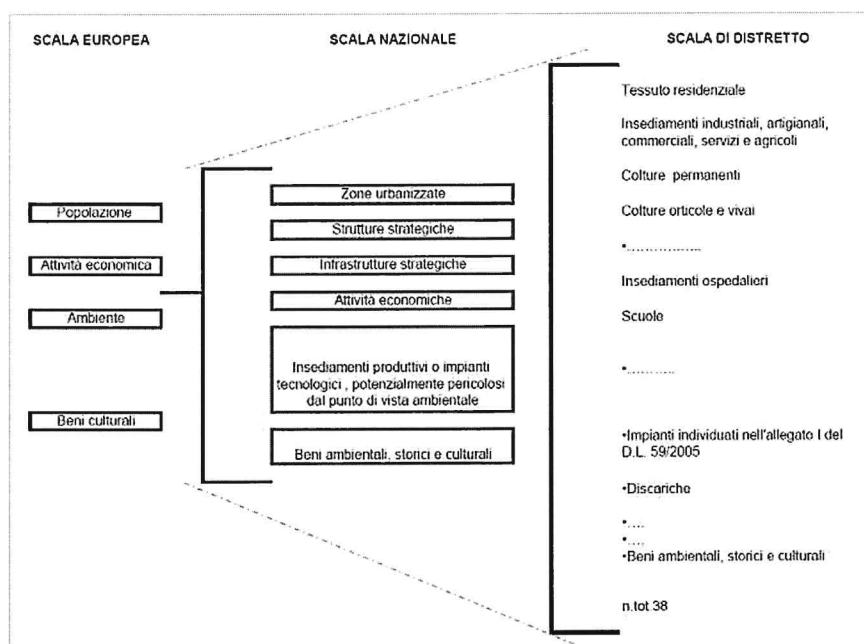 SCALA EUROPEA
SCALA NAZIONALE
SCALA DI DISTRETTO
Popolazione
Attività economica
Ambiente
Beni culturali
Zone urbanizzate
Strutture strategiche
Infrastrutture strategiche
Attività economiche
Insediamenti produttivi o impianti
tecnologici , potenzialmente pericolosi
dal punto di vista ambientale
Beni ambientali, storici e culturali
Tessuto residenziale
Insediamenti industriali, artigianali,
commerciali, servizi e agricoli
Colture permanenti
Colture orticole e vivai
•.................
Insediamenti ospedalieri
Scuole
•...........
•Impianti individuati nell'allegato I del
D.L. 59/2005
•Discariche
•....
•....
•Beni ambientali, storici e culturali
n.tot 38